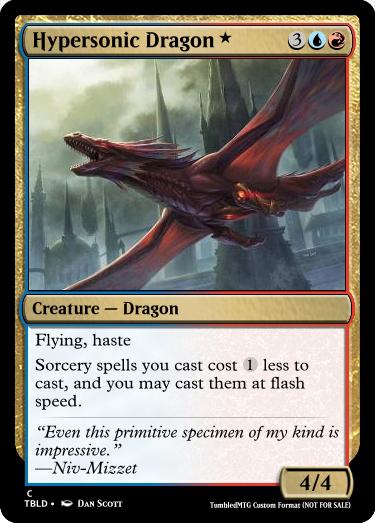 Hypersonic Dragon ★ 3
Creature — Dragon
Flying, haste
Sorcery spells you cast cost 1 less to
cast, and you may cast them at flash
speed.
“Even this primitive specimen of my kind is
impressive.”
—Niv-Mizzet
4/4
C
TBLD • DAN SCOTT
TumbledMTG Custom Format (NOT FOR SALE)